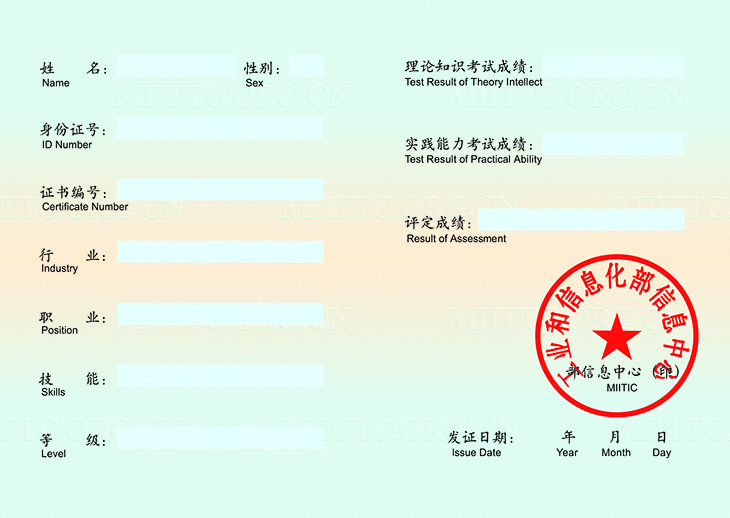 姓 名: 性别:
Name Sex
身份证号:
ID Number
证书编号:
Certificate Number
行 业:
Industry
职 业:
Position
技 能:
Skills
等 级:
Level
理论知识考试成绩:
Test Result of Theory Intellect
实践能力考试成绩:
Test Result of Practical Ability
评定成绩:
Result of Assessment
工业和信息化部信息中心
部信息中心(印)
MIITIC
发证日期: 年 月 日
Issue Date Year Month Day
MIITTC.ORG.CN
MIITTC.ORG.CN